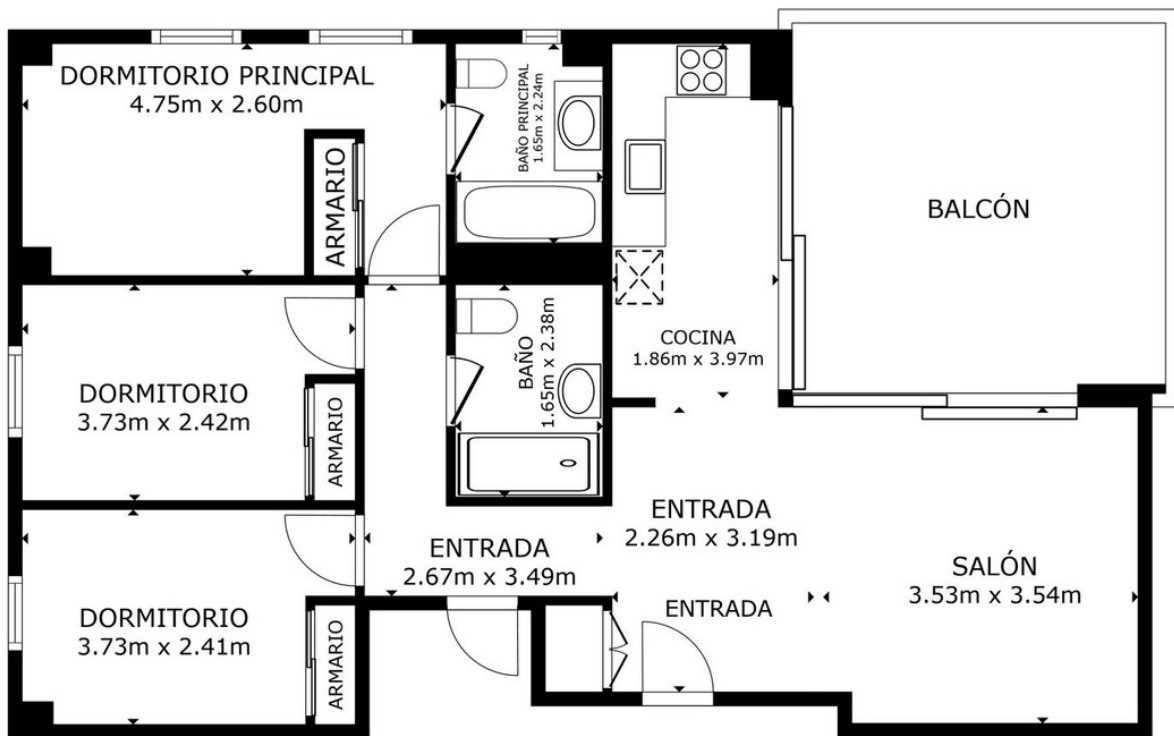 DORMITORIO PRINCIPAL
4.75m x 2.60m
ARMARIO
BAÑO PRINCIPAL
1.65m x 2.24m
BALCÓN
COCINA
1.86m x 3.97m
DORMITORIO
3.73m x 2.42m
ARMARIO
BAÑO
1.65m x 2.38m
ENTRADA
2.67m x 3.49m
ENTRADA
2.26m x 3.19m
ENTRADA
SALÓN
3.53m x 3.54m
DORMITORIO
3.73m x 2.41m
ARMARIO